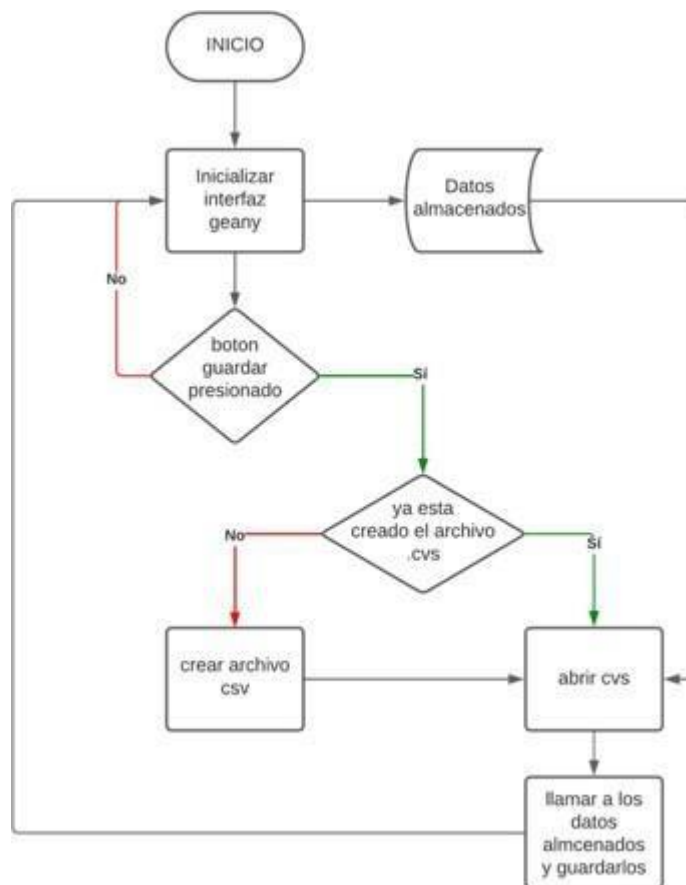 INICIO
Inicializar
interfaz
geany
Datos
almacenados
No
boton
guardar
presionado
Sí
ya esta
creado el archivo
.cvs
No
Sí
crear archivo
csv
abrir cvs
llamar a los
datos
almcenados
y guardarlos